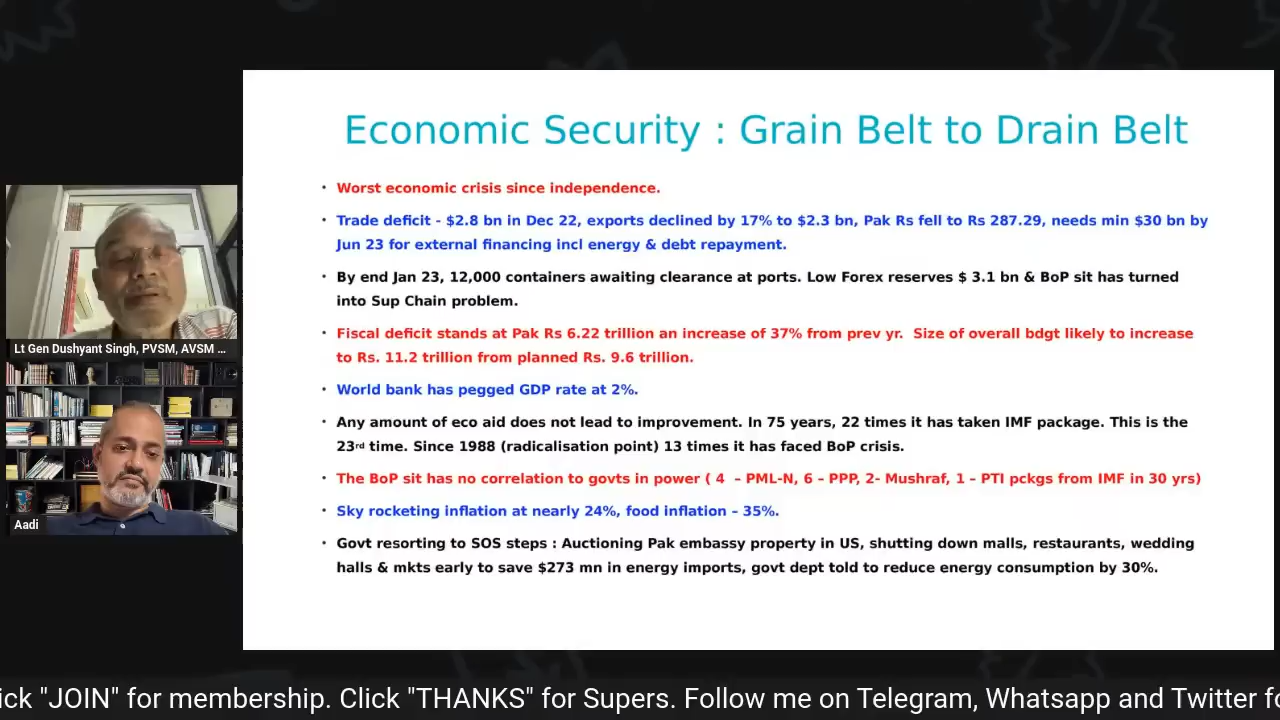 Economic Security : Grain Belt to Drain Belt
• Worst economic crisis since independence.
• Trade deficit - $2.8 bn in Dec 22, exports declined by 17% to $2.3 bn, Pak Rs fell to Rs 287.29, needs min $30 bn by
Jun 23 for external financing incl energy & debt repayment.
• By end Jan 23, 12,000 containers awaiting clearance at ports. Low Forex reserves $ 3.1 bn & BoP sit has turned
into Sup Chain problem.
• Fiscal deficit stands at Pak Rs 6.22 trillion an increase of 37% from prev yr.  Size of overall bdgt likely to increase
to Rs. 11.2 trillion from planned Rs. 9.6 trillion.
• World bank has pegged GDP rate at 2%.
• Any amount of eco aid does not lead to improvement. In 75 years, 22 times it has taken IMF package. This is the
23rd time. Since 1988 (radicalisation point) 13 times it has faced BoP crisis.
• The BoP sit has no correlation to govts in power ( 4  – PML-N, 6 – PPP, 2- Mushraf, 1 – PTI pckgs from IMF in 30 yrs)
• Sky rocketing inflation at nearly 24%, food inflation – 35%.
• Govt resorting to SOS steps : Auctioning Pak embassy property in US, shutting down malls, restaurants, wedding
halls & mkts early to save $273 mn in energy imports, govt dept told to reduce energy consumption by 30%.
Lt Gen Dushyant Singh, PVSM, AVSM ...
Aadi
ick "JOIN" for membership. Click "THANKS" for Supers. Follow me on Telegram, Whatsapp and Twitter fo